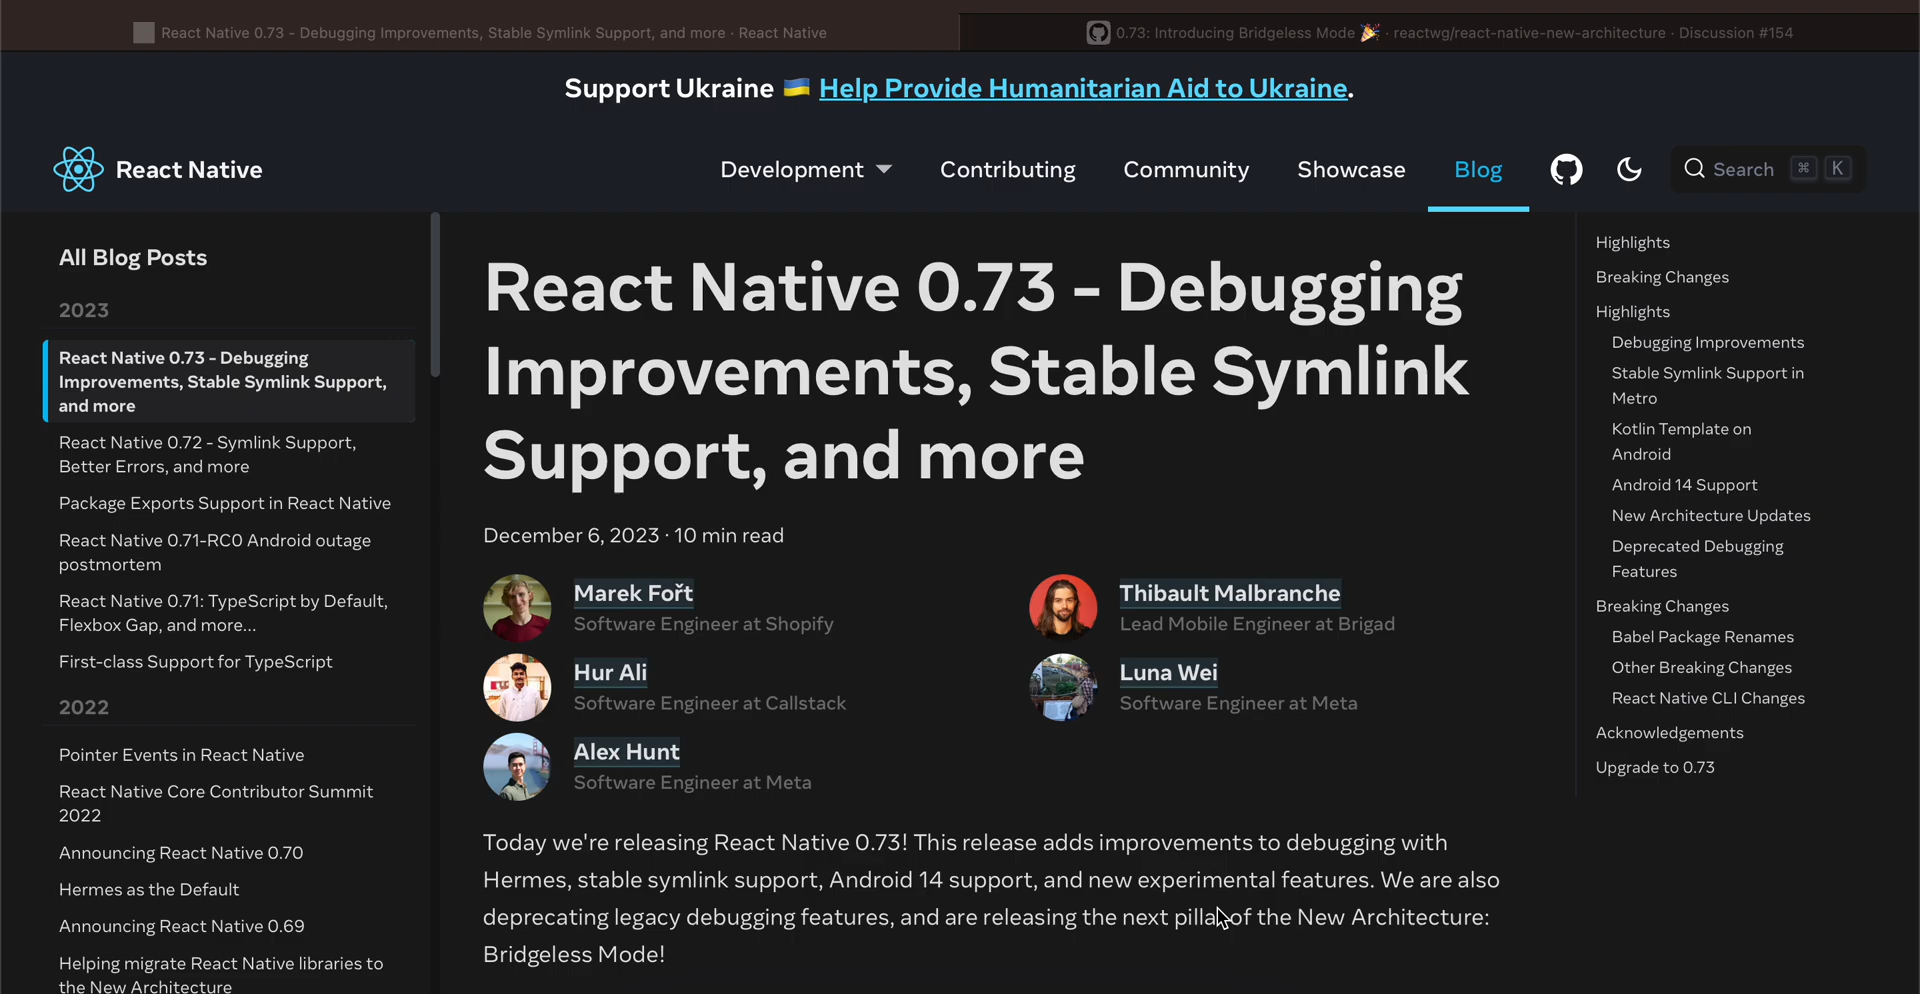 React Native 0.73 - Debugging Improvements, Stable Symlink Support, and more · React Native
0.73: Introducing Bridgeless Mode 🎉 · reactwg/react-native-new-architecture · Discussion #154
Support Ukraine 🇺🇦 Help Provide Humanitarian Aid to Ukraine.
React Native
Development
Contributing
Community
Showcase
Blog
Search ⌘ K
All Blog Posts
2023
React Native 0.73 - Debugging
Improvements, Stable Symlink Support,
and more
React Native 0.72 - Symlink Support,
Better Errors, and more
Package Exports Support in React Native
React Native 0.71-RC0 Android outage
postmortem
React Native 0.71: TypeScript by Default,
Flexbox Gap, and more...
First-class Support for TypeScript
2022
Pointer Events in React Native
React Native Core Contributor Summit
2022
Announcing React Native 0.70
Hermes as the Default
Announcing React Native 0.69
Helping migrate React Native libraries to
the New Architecture
React Native 0.73 - Debugging
Improvements, Stable Symlink
Support, and more
December 6, 2023 · 10 min read
Marek Fořt
Software Engineer at Shopify
Thibault Malbranche
Lead Mobile Engineer at Brigad
Hur Ali
Software Engineer at Callstack
Luna Wei
Software Engineer at Meta
Alex Hunt
Software Engineer at Meta
Today we're releasing React Native 0.73! This release adds improvements to debugging with
Hermes, stable symlink support, Android 14 support, and new experimental features. We are also
deprecating legacy debugging features, and are releasing the next pillar of the New Architecture:
Bridgeless Mode!
Highlights
Breaking Changes
Highlights
Debugging Improvements
Stable Symlink Support in
Metro
Kotlin Template on
Android
Android 14 Support
New Architecture Updates
Deprecated Debugging
Features
Breaking Changes
Babel Package Renames
Other Breaking Changes
React Native CLI Changes
Acknowledgements
Upgrade to 0.73